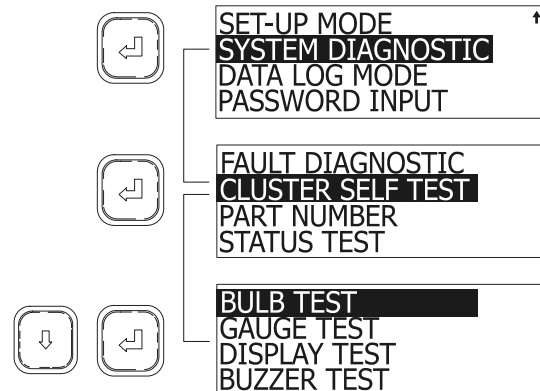 SET-UP MODE
SYSTEM DIAGNOSTIC
DATA LOG MODE
PASSWORD INPUT
FAULT DIAGNOSTIC
CLUSTER SELF TEST
PART NUMBER
STATUS TEST
BULB TEST
GAUGE TEST
DISPLAY TEST
BUZZER TEST